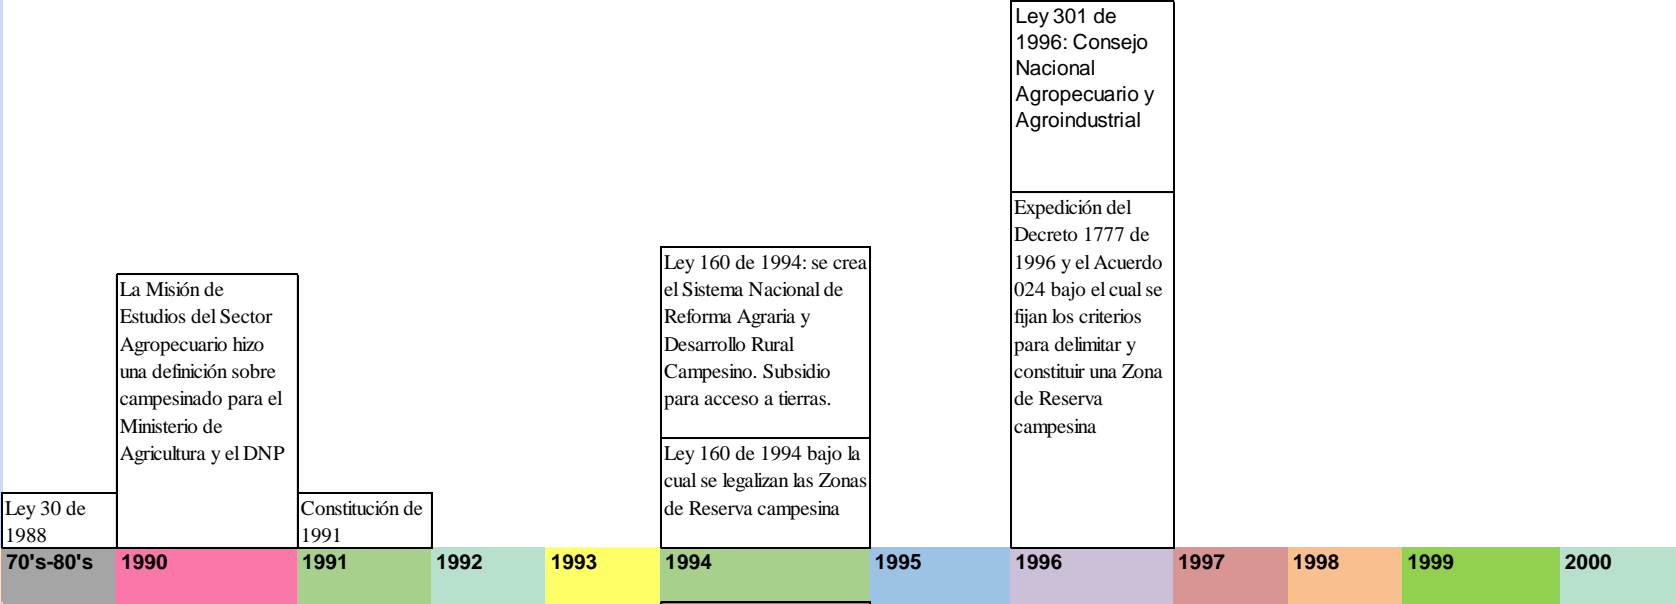 Ley 301 de
1996: Consejo
Nacional
Agropecuario y
Agroindustrial
Expedición del
Decreto 1777 de
1996 y el Acuerdo
024 bajo el cual se
fijan los criterios
para delimitar y
constituir una Zona
de Reserva
campesina
Ley 160 de 1994: se crea
el Sistema Nacional de
Reforma Agraria y
Desarrollo Rural
Campesino. Subsidio
para acceso a tierras.
Ley 160 de 1994 bajo la
cual se legalizan las Zonas
de Reserva campesina
La Misión de
Estudios del Sector
Agropecuario hizo
una definición sobre
campesinado para el
Ministerio de
Agricultura y el DNP
Ley 30 de
1988
Constitución de
1991
70's-80's 1990 1991 1992 1993 1994 1995 1996 1997 1998 1999 2000